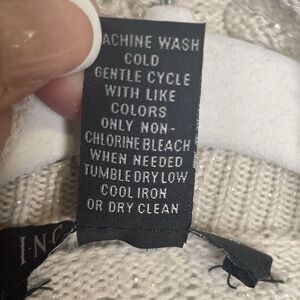 ACHINE WASH
COLD
GENTLE CYCLE
WITH LIKE
COLORS
ONLY NON-
CHLORINE BLEACH
WHEN NEEDED
TUMBLE DRY LOW
COOL IRON
OR DRY CLEAN
I·N·C